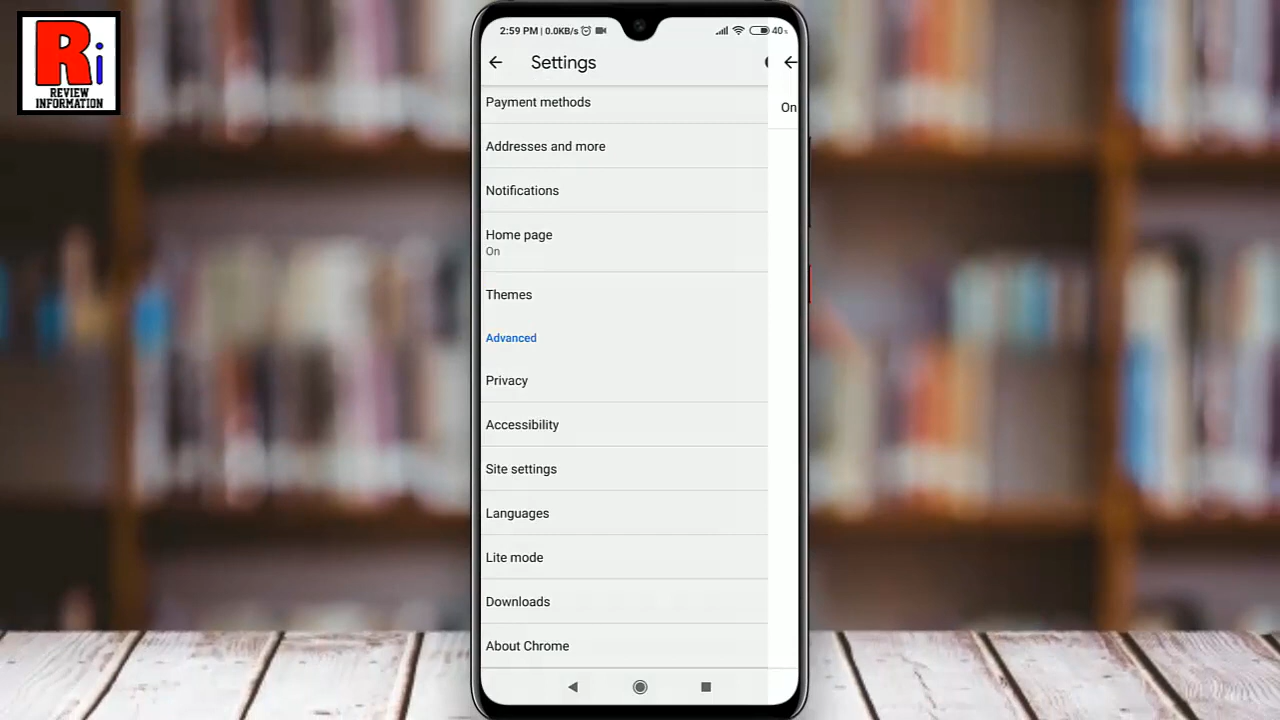 Ri
REVIEW
INFORMATION
2:59 PM | 0.0KB/s
40
Settings
On
Payment methods
Addresses and more
Notifications
Home page
On
Themes
Advanced
Privacy
Accessibility
Site settings
Languages
Lite mode
Downloads
About Chrome